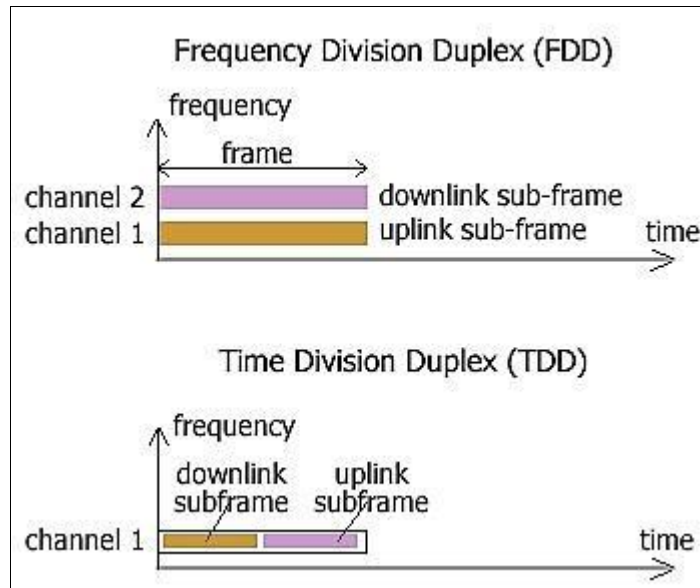 Frequency Division Duplex (FDD)
frequency
frame
channel 2
downlink sub-frame
channel 1
uplink sub-frame
time
Time Division Duplex (TDD)
frequency
downlink
subframe
uplink
subframe
channel 1
time